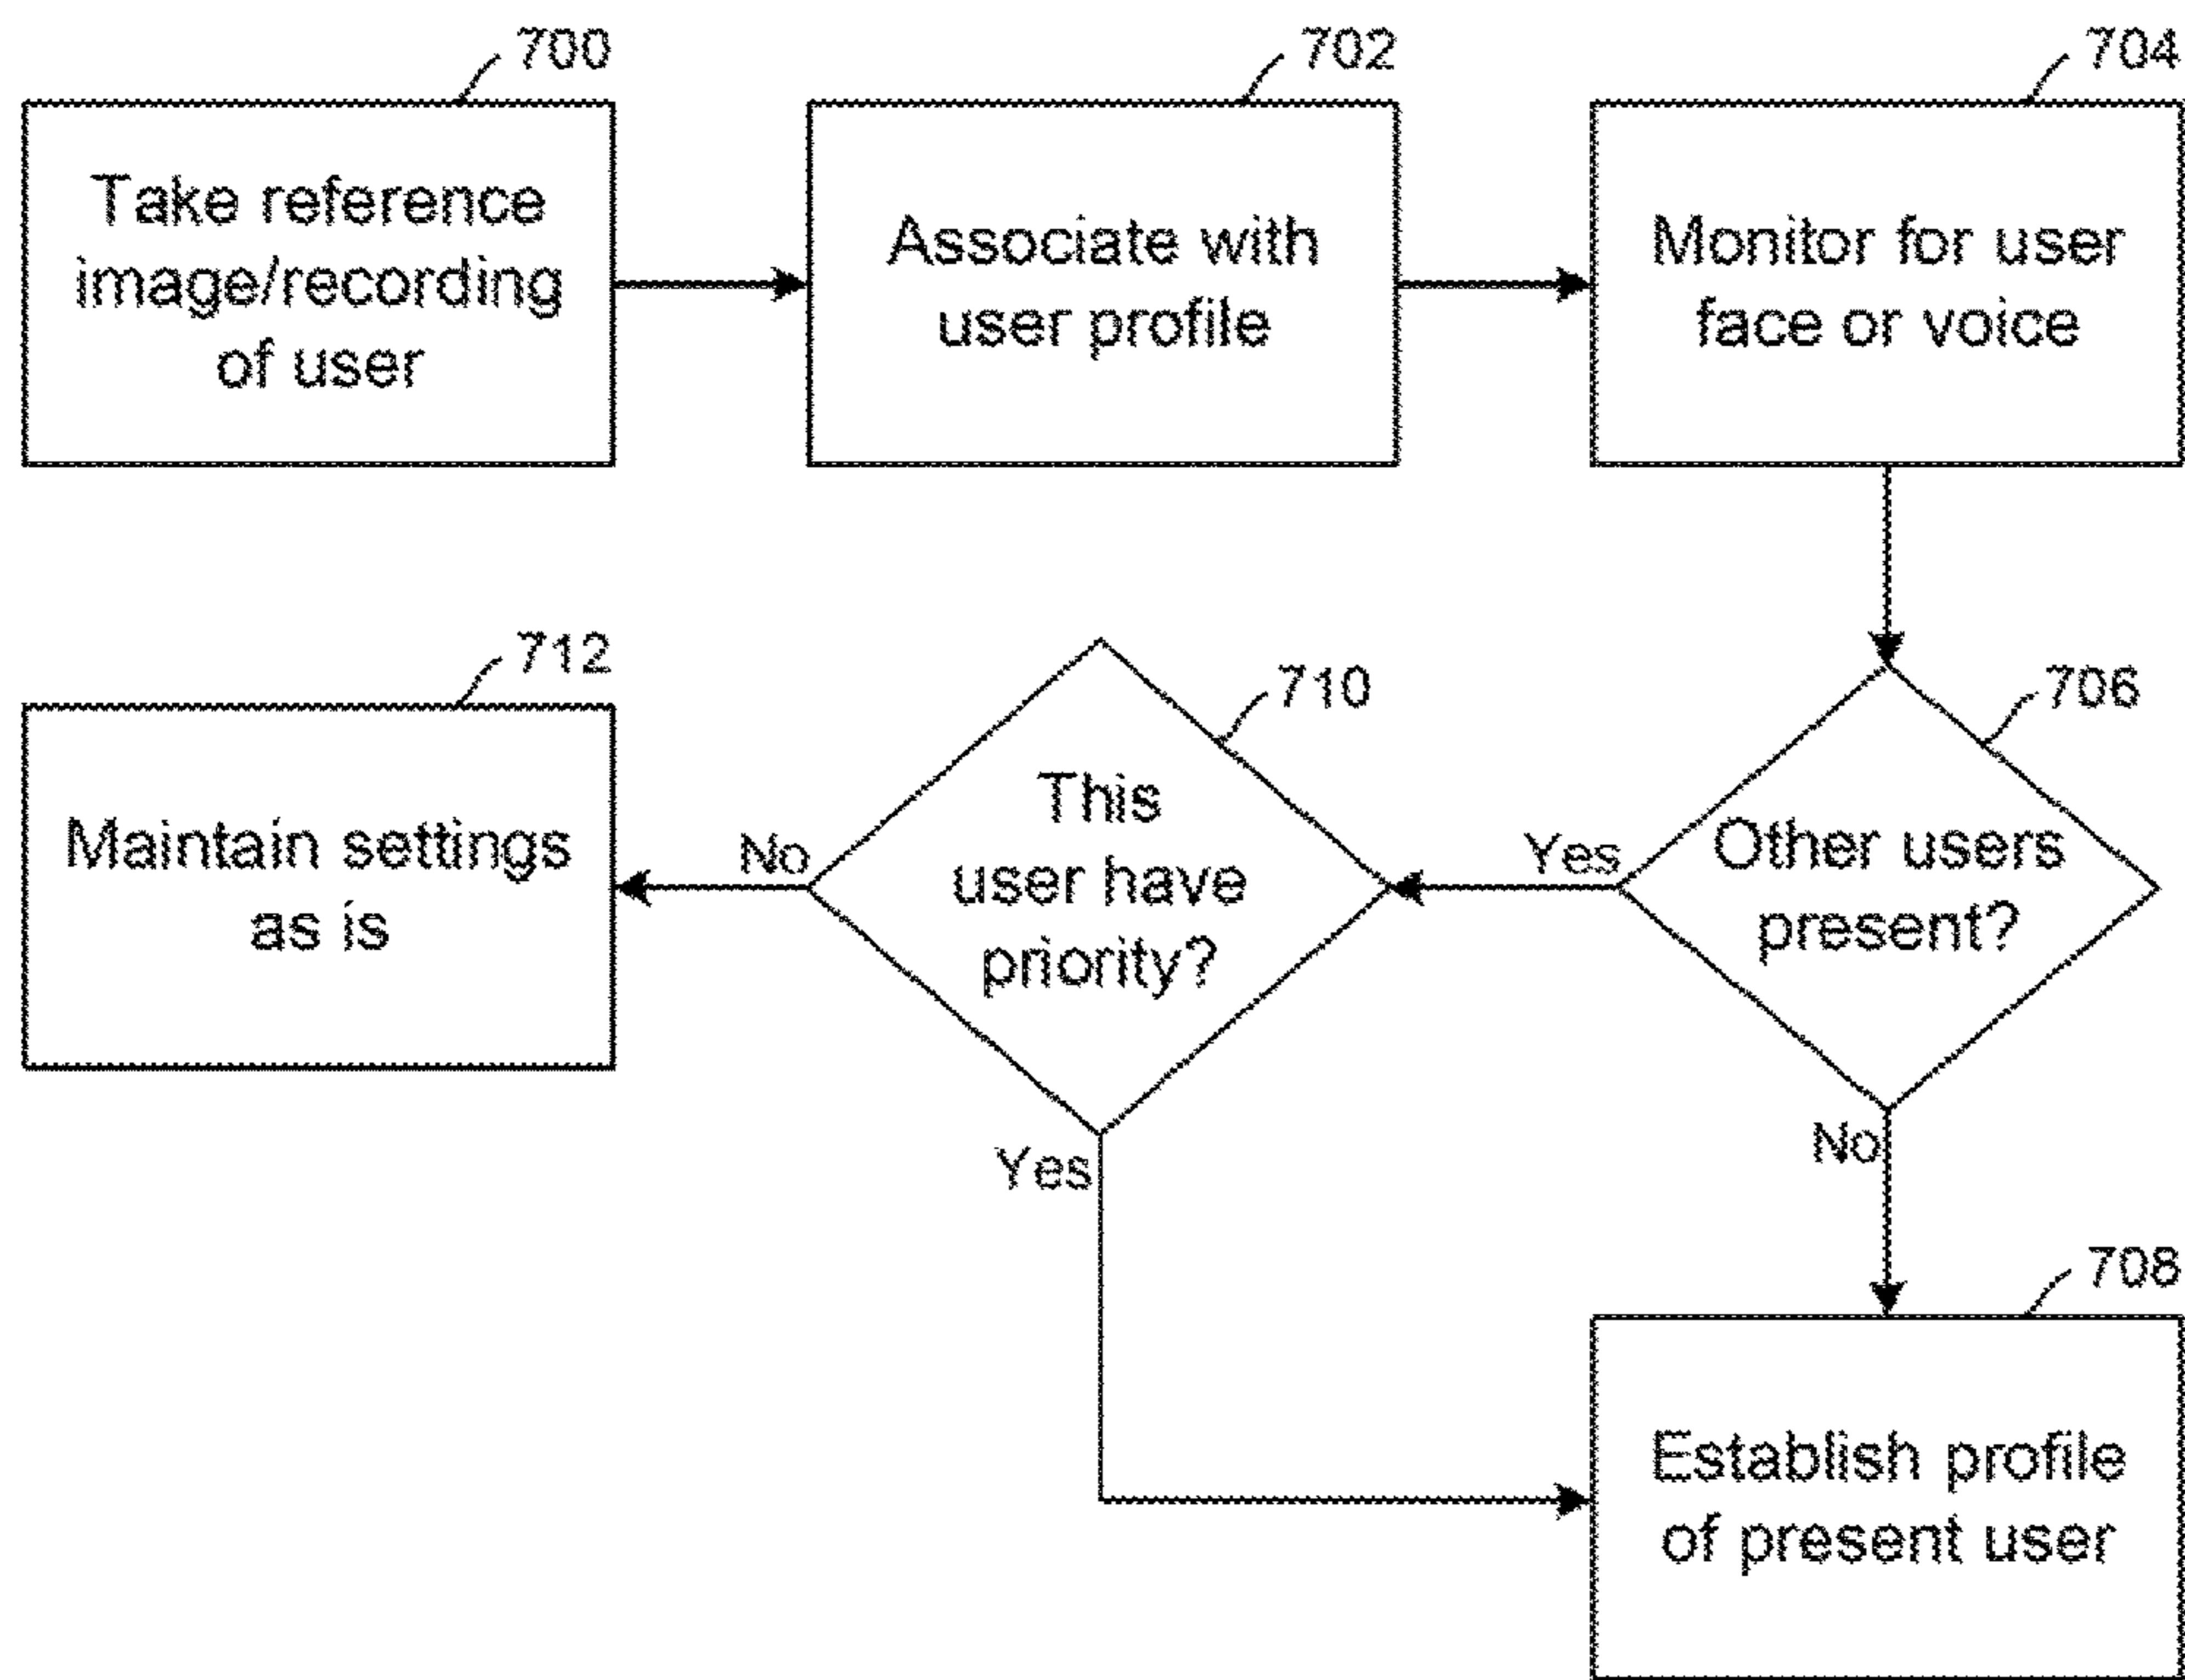 700
Take reference
image/recording
of user
702
Associate with
user profile
704
Monitor for user
face or voice
706
Other users
present?
Yes
No
710
This
user have
priority?
No
Yes
712
Maintain settings
as is
708
Establish profile
of present user